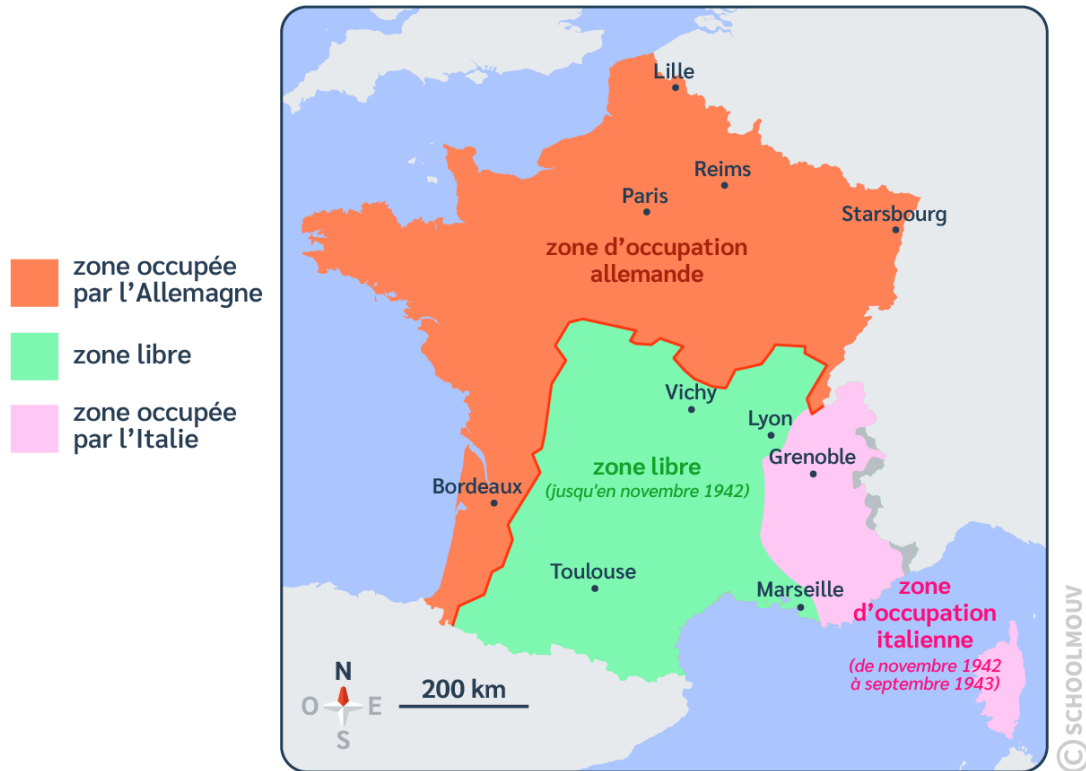 zone occupée
par l'Allemagne
zone libre
zone occupée
par l'Italie
Lille
Reims
Paris
Starsbourg
zone d'occupation
allemande
Vichy
Lyon
Grenoble
zone libre
(jusqu'en novembre 1942)
Bordeaux
Toulouse
Marseille
zone
d'occupation
italienne
(de novembre 1942
à septembre 1943)
N
O
E
S
200 km
© SCHOOLMOUV